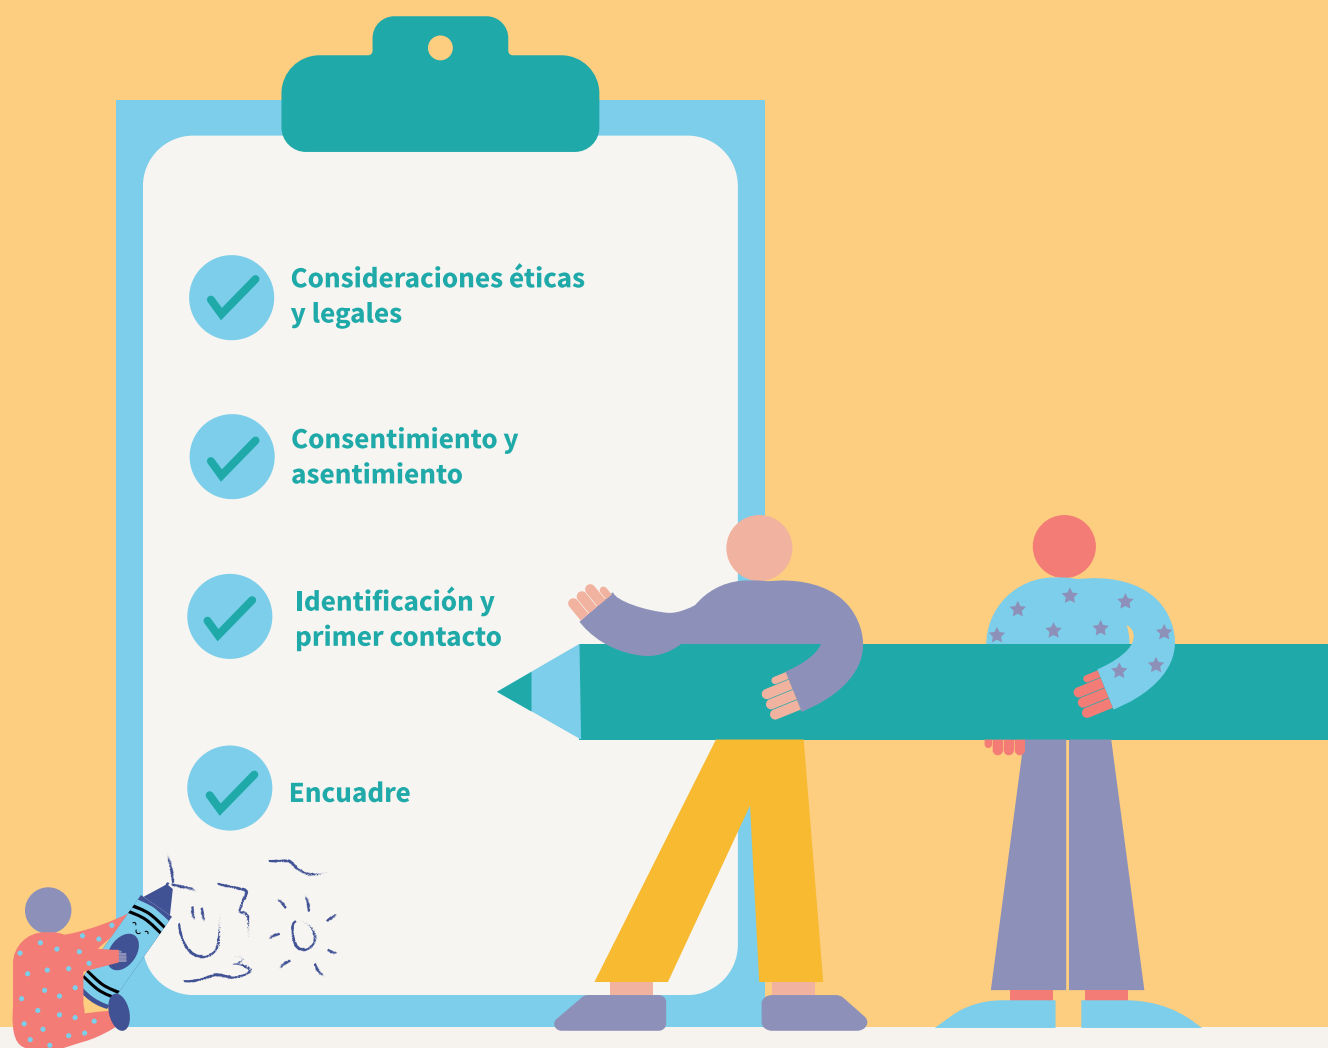 Consideraciones éticas
y legales
Consentimiento y
asentimiento
Identificación y
primer contacto
Encuadre